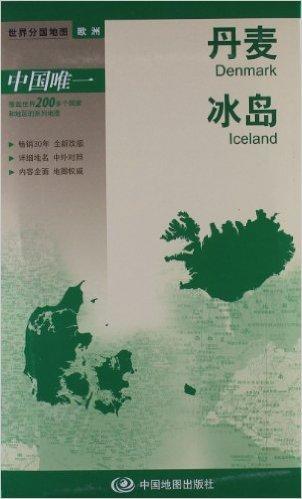 世界分国地图 欧洲
丹麦
Denmark
冰岛
Iceland
中国唯一
覆盖世界200多个国家
和地区的系列地图
畅销30年 全新改版
详细地名 中外对照
内容全面 地图权威
中国地图出版社